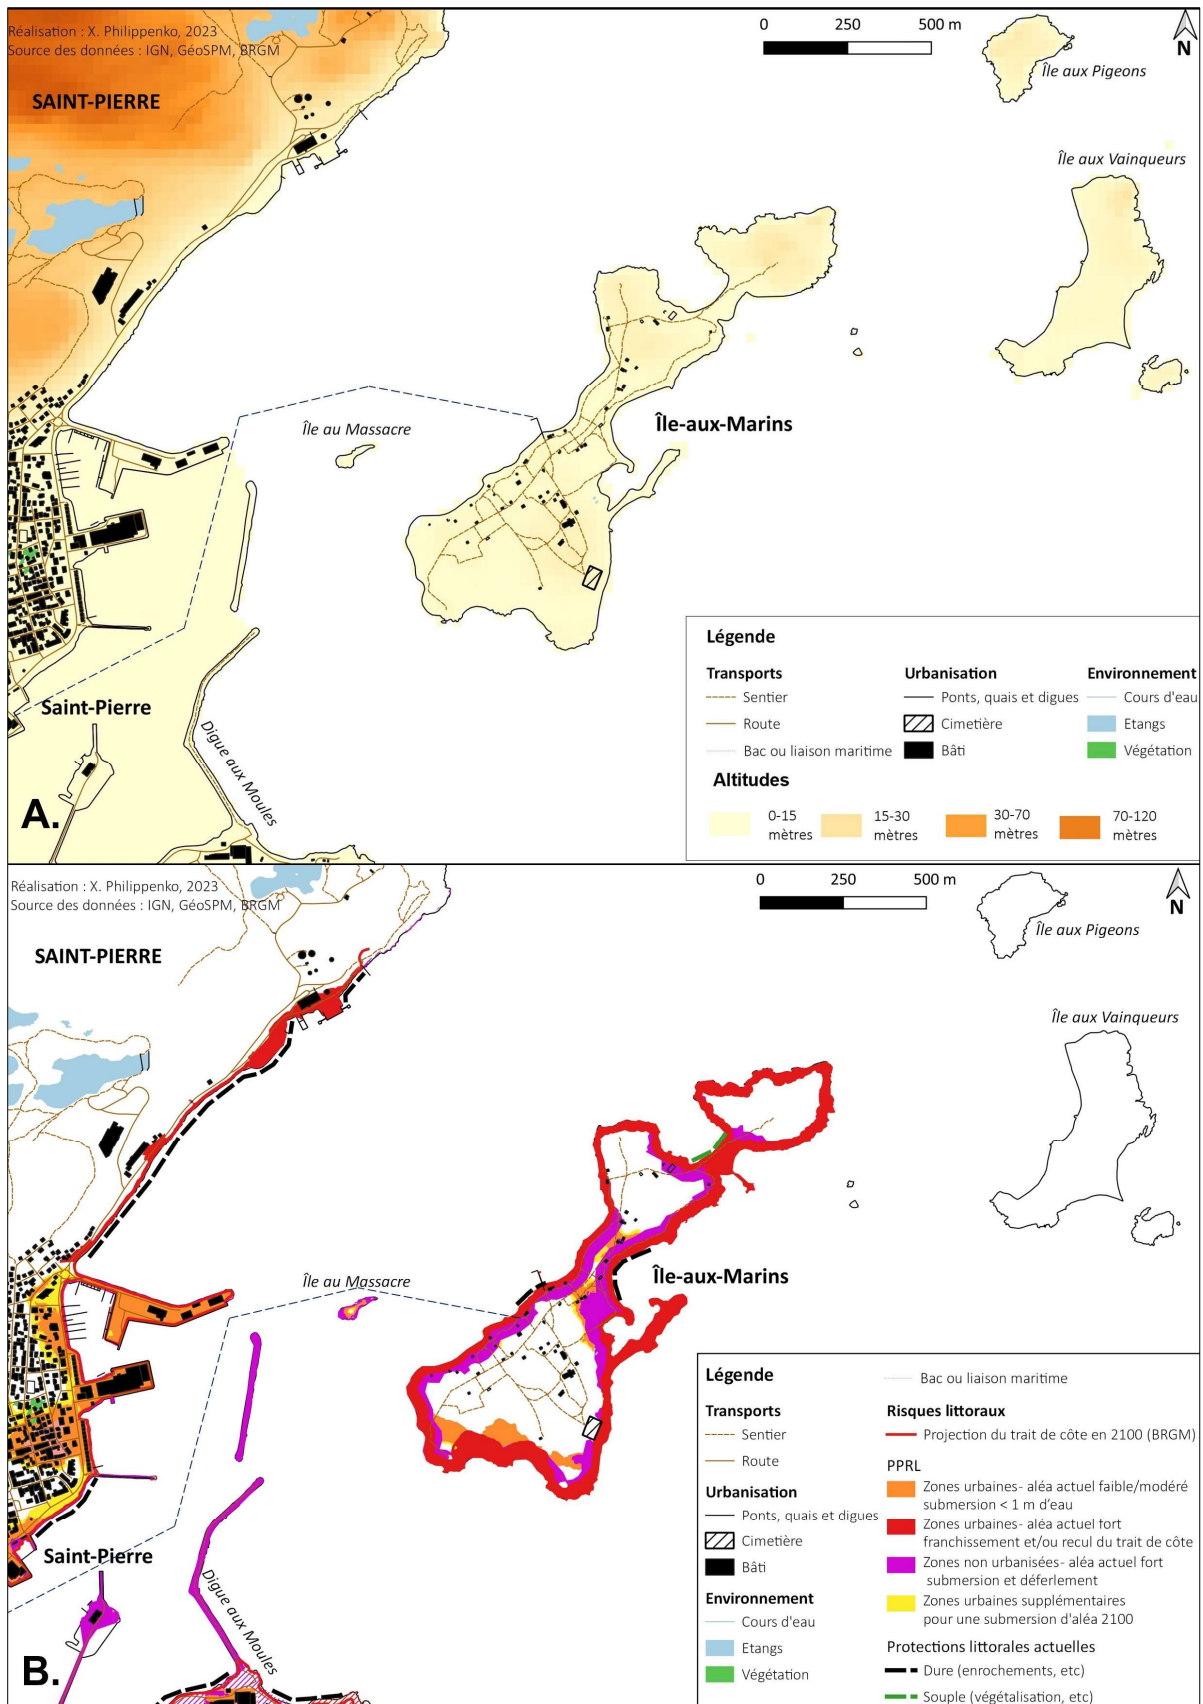 Réalisation : X. Philippenko, 2023
Source des données : IGN, GéoSPM, BRGM
0 250 500 m
N
Île aux Pigeons
SAINT-PIERRE
Île aux Vainqueurs
Île au Massacre
Île-aux-Marins
Saint-Pierre
Digue aux Moules
A.
Légende
Transports
Sentier
Route
Bac ou liaison maritime
Urbanisation
Ponts, quais et digues
Cimetière
Bâti
Environnement
Cours d'eau
Etangs
Végétation
Altitudes
0-15
mètres
15-30
mètres
30-70
mètres
70-120
mètres
Réalisation : X. Philippenko, 2023
Source des données : IGN, GéoSPM, BRGM
0 250 500 m
N
Île aux Pigeons
SAINT-PIERRE
Île aux Vainqueurs
Île au Massacre
Île-aux-Marins
Saint-Pierre
Digue aux Moules
B.
Légende
Transports
Sentier
Route
Urbanisation
Ponts, quais et digues
Cimetière
Bâti
Environnement
Cours d'eau
Etangs
Végétation
Bac ou liaison maritime
Risques littoraux
Projection du trait de côte en 2100 (BRGM)
PPRL
Zones urbaines- aléa actuel faible/modéré
submersion < 1 m d'eau
Zones urbaines- aléa actuel fort
franchissement et/ou recul du trait de côte
Zones non urbanisées- aléa actuel fort
submersion et déferlement
Zones urbaines supplémentaires
pour une submersion d'aléa 2100
Protections littorales actuelles
Dure (enrochements, etc)
Souple (végétalisation, etc)